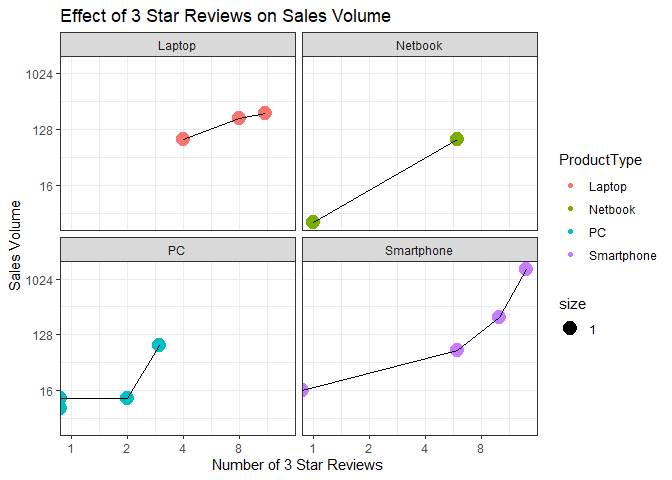 Effect of 3 Star Reviews on Sales Volume
Laptop
Netbook
1024
128
16
PC
Smartphone
1024
128
16
1
2
4
8
1
2
4
8
Number of 3 Star Reviews
Sales Volume
ProductType
Laptop
Netbook
PC
Smartphone
size
1